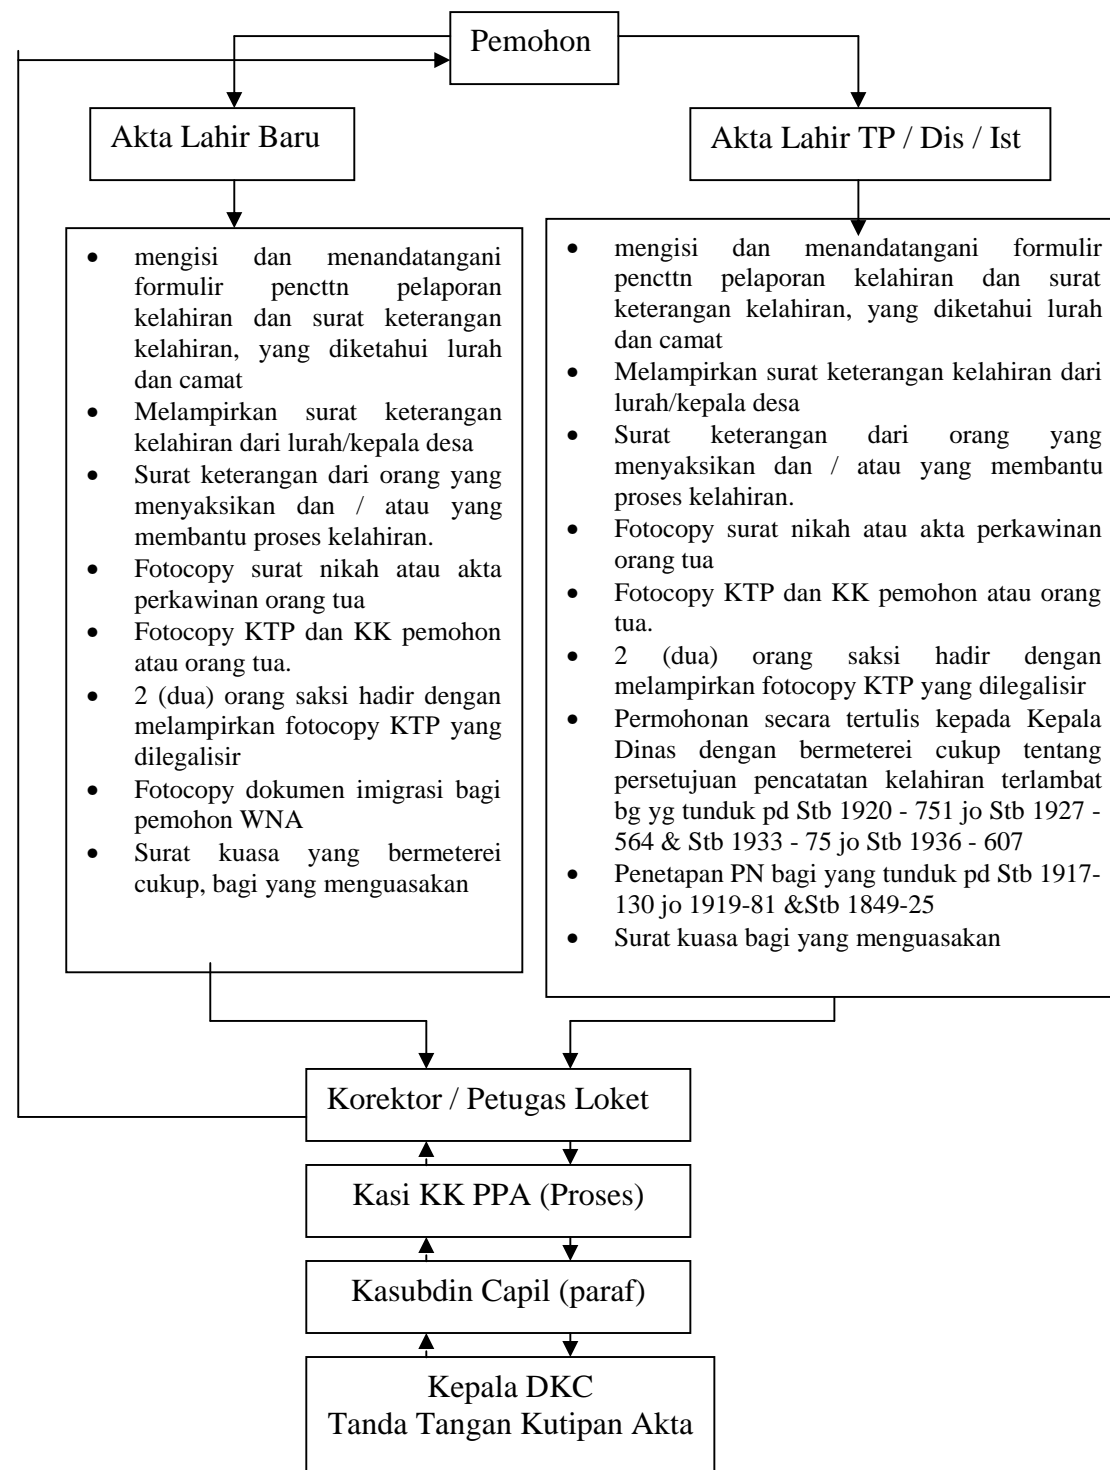 Pemohon
Akta Lahir Baru
Akta Lahir TP / Dis / Ist
• mengisi dan menandatangani
formulir pencttn pelaporan
kelahiran dan surat keterangan
kelahiran, yang diketahui lurah
dan camat
• Melampirkan surat keterangan
kelahiran dari lurah/kepala desa
• Surat keterangan dari orang yang
menyaksikan dan / atau yang
membantu proses kelahiran.
• Fotocopy surat nikah atau akta
perkawinan orang tua
• Fotocopy KTP dan KK pemohon
atau orang tua.
• 2 (dua) orang saksi hadir dengan
melampirkan fotocopy KTP yang
dilegalisir
• Fotocopy dokumen imigrasi bagi
pemohon WNA
• Surat kuasa yang bermeterei
cukup, bagi yang menguasakan
• mengisi dan menandatangani formulir
pencttn pelaporan kelahiran dan surat
keterangan kelahiran, yang diketahui lurah
dan camat
• Melampirkan surat keterangan kelahiran dari
lurah/kepala desa
• Surat keterangan dari orang yang
menyaksikan dan / atau yang membantu
proses kelahiran.
• Fotocopy surat nikah atau akta perkawinan
orang tua
• Fotocopy KTP dan KK pemohon atau orang
tua.
• 2 (dua) orang saksi hadir dengan
melampirkan fotocopy KTP yang dilegalisir
• Permohonan secara tertulis kepada Kepala
Dinas dengan bermeterei cukup tentang
persetujuan pencatatan kelahiran terlambat
bg yg tunduk pd Stb 1920 - 751 jo Stb 1927 -
564 & Stb 1933 - 75 jo Stb 1936 - 607
• Penetapan PN bagi yang tunduk pd Stb 1917-
130 jo 1919-81 &Stb 1849-25
• Surat kuasa bagi yang menguasakan
Korektor / Petugas Loket
Kasi KK PPA (Proses)
Kasubdin Capil (paraf)
Kepala DKC
Tanda Tangan Kutipan Akta